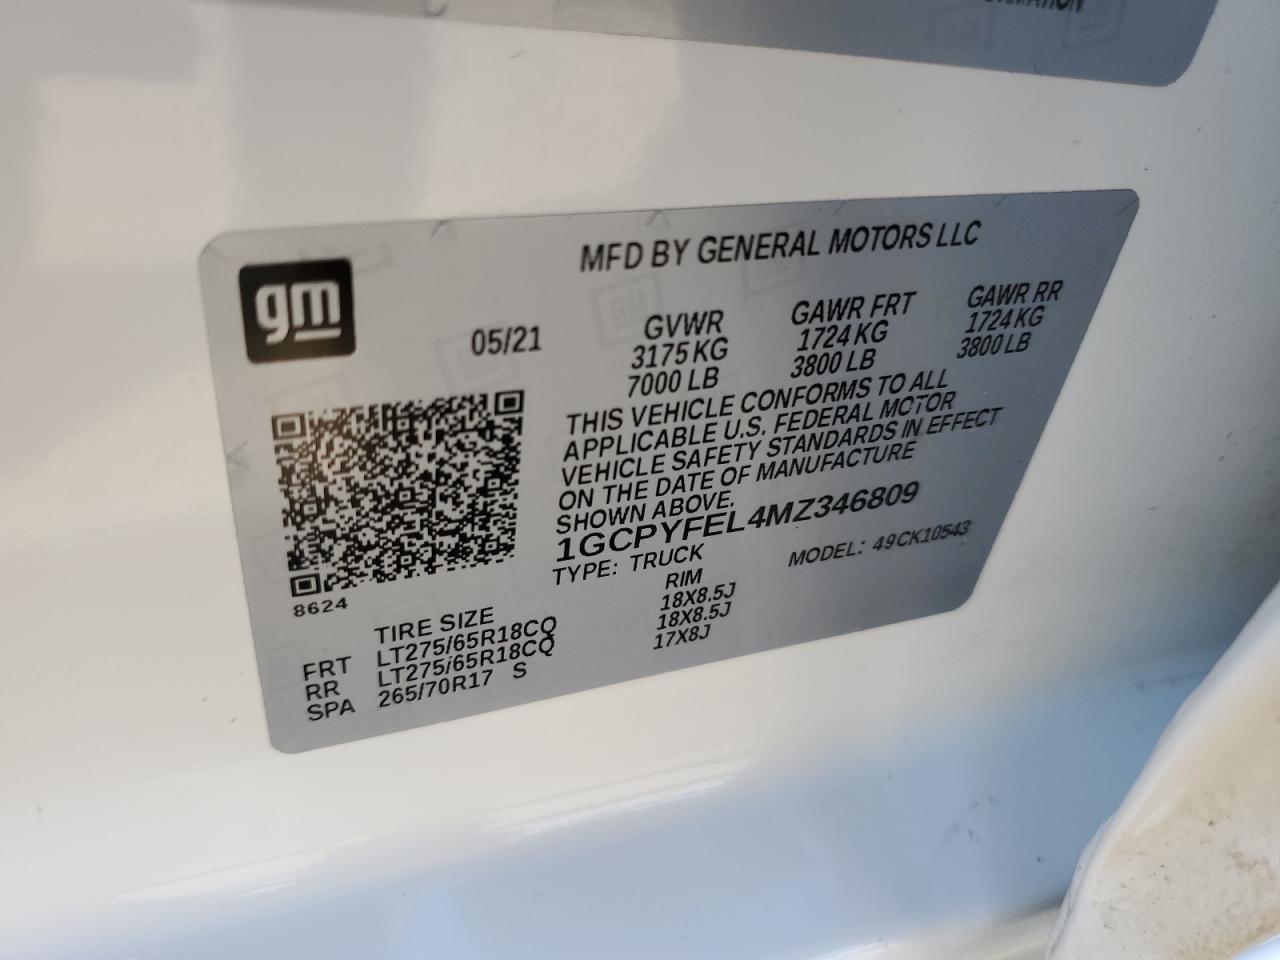 gm
MFD BY GENERAL MOTORS LLC
05/21
GVWR GAWR FRT GAWR RR
3175 KG 1724 KG 1724 KG
7000 LB 3800 LB 3800 LB
THIS VEHICLE CONFORMS TO ALL
APPLICABLE U.S. FEDERAL MOTOR
VEHICLE SAFETY STANDARDS IN EFFECT
ON THE DATE OF MANUFACTURE
SHOWN ABOVE.
1GCPYFEL4MZ346809
TYPE: TRUCK MODEL: 49CK10543
8624
TIRE SIZE RIM
FRT LT275/65R18CQ 18X8.5J
RR LT275/65R18CQ 18X8.5J
SPA 265/70R17 S 17X8J